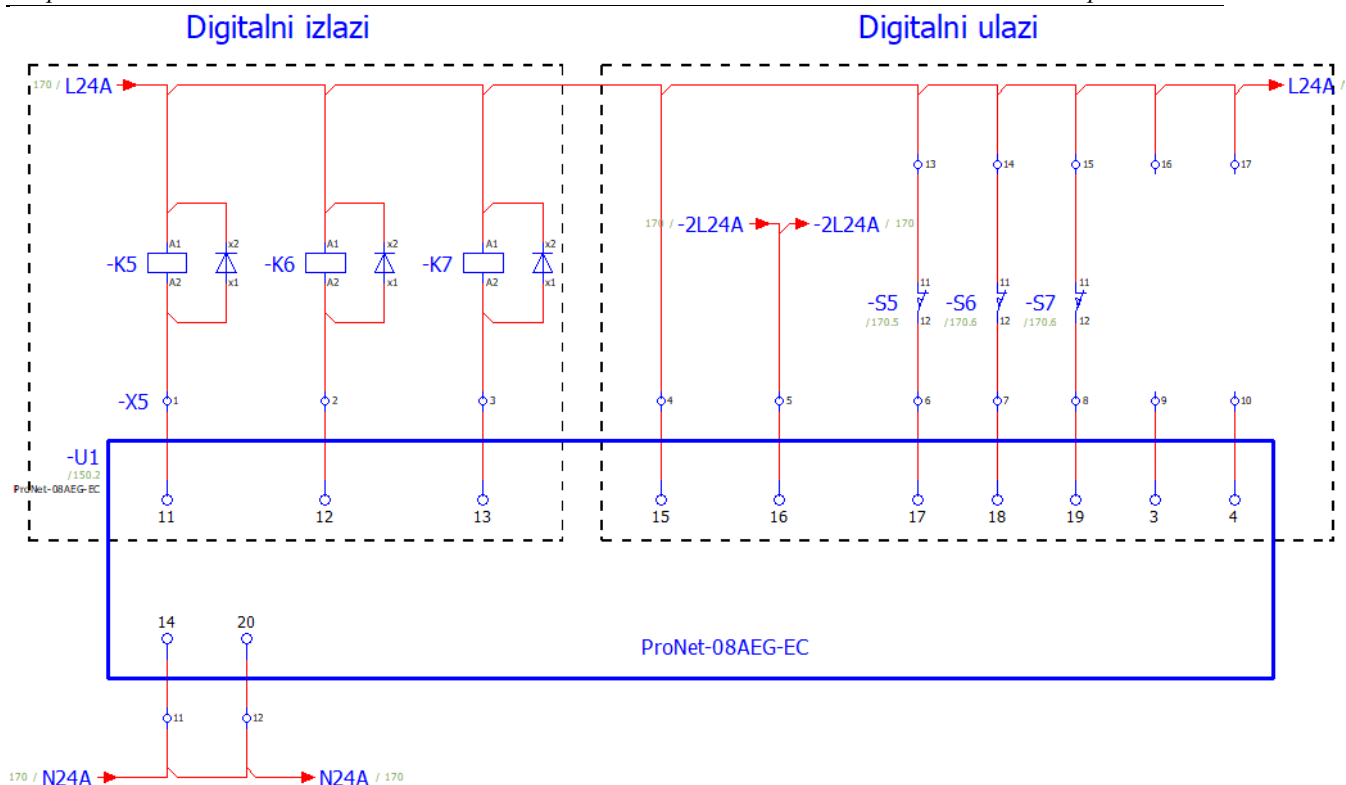 Digitalni izlazi Digitalni ulazi
170 / L24A L24A /
170 / -2L24A -2L24A / 170
13 14 15 16 17
A1 x2 A1 x2 A1 x2
-K5 -K6 -K7
A2 x1 A2 x1 A2 x1
11 11 11
-S5 -S6 -S7
/170.5 12 /170.6 12 /170.6 12
-X5 1 2 3 4 5 6 7 8 9 10
-U1
/150.2
ProNet-08AEG-EC
11 12 13 15 16 17 18 19 3 4
14 20
ProNet-08AEG-EC
11 12
170 / N24A N24A / 170